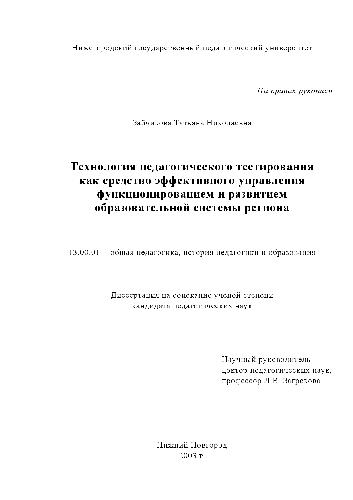 Нижегородский государственный педагогический университет
На правах рукописи
Татьяна Николаевна
Технология педагогического тестирования
как средство эффективного управления
функционированием и развитием
образовательной системы региона
13.00.01 общая педагогика, история педагогики и образования
Диссертация на соискание ученой степени
кандидата педагогических наук
Научный руководитель
доктор педагогических наук,
профессор Л.В. Загрекова
Нижний Новгород
2003 г